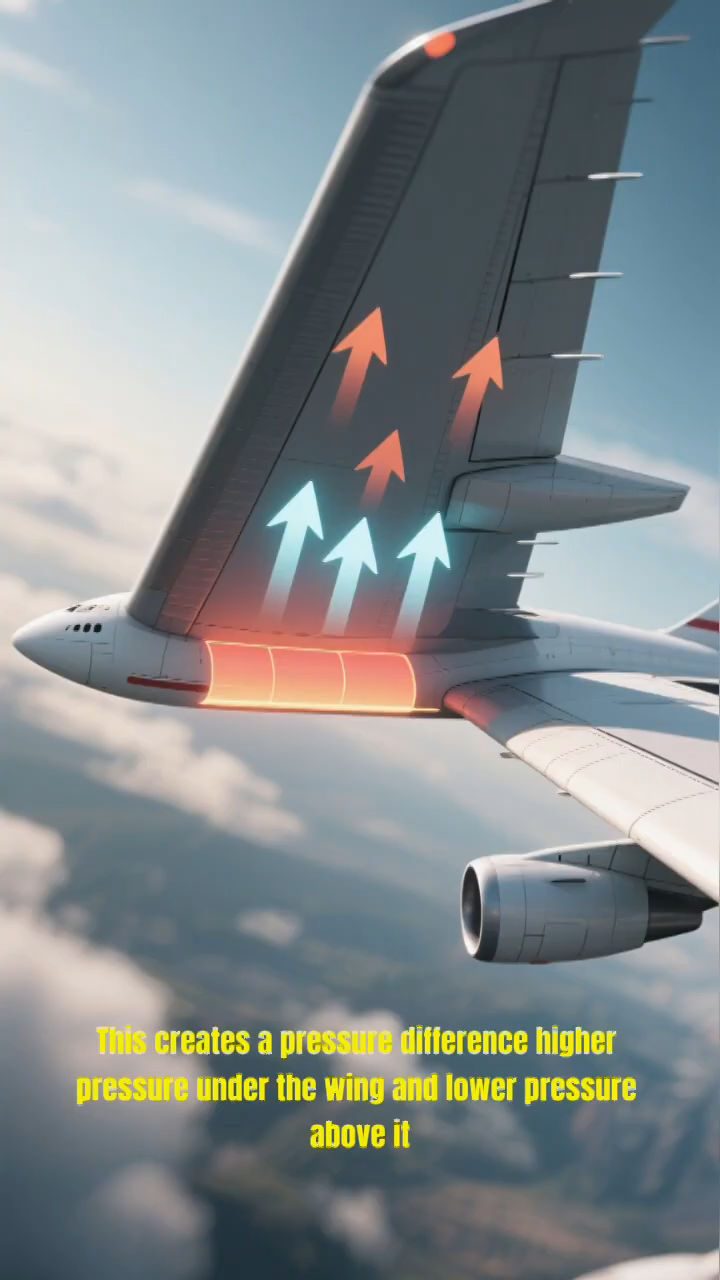 This creates a pressure difference higher
pressure under the wing and lower pressure
above it